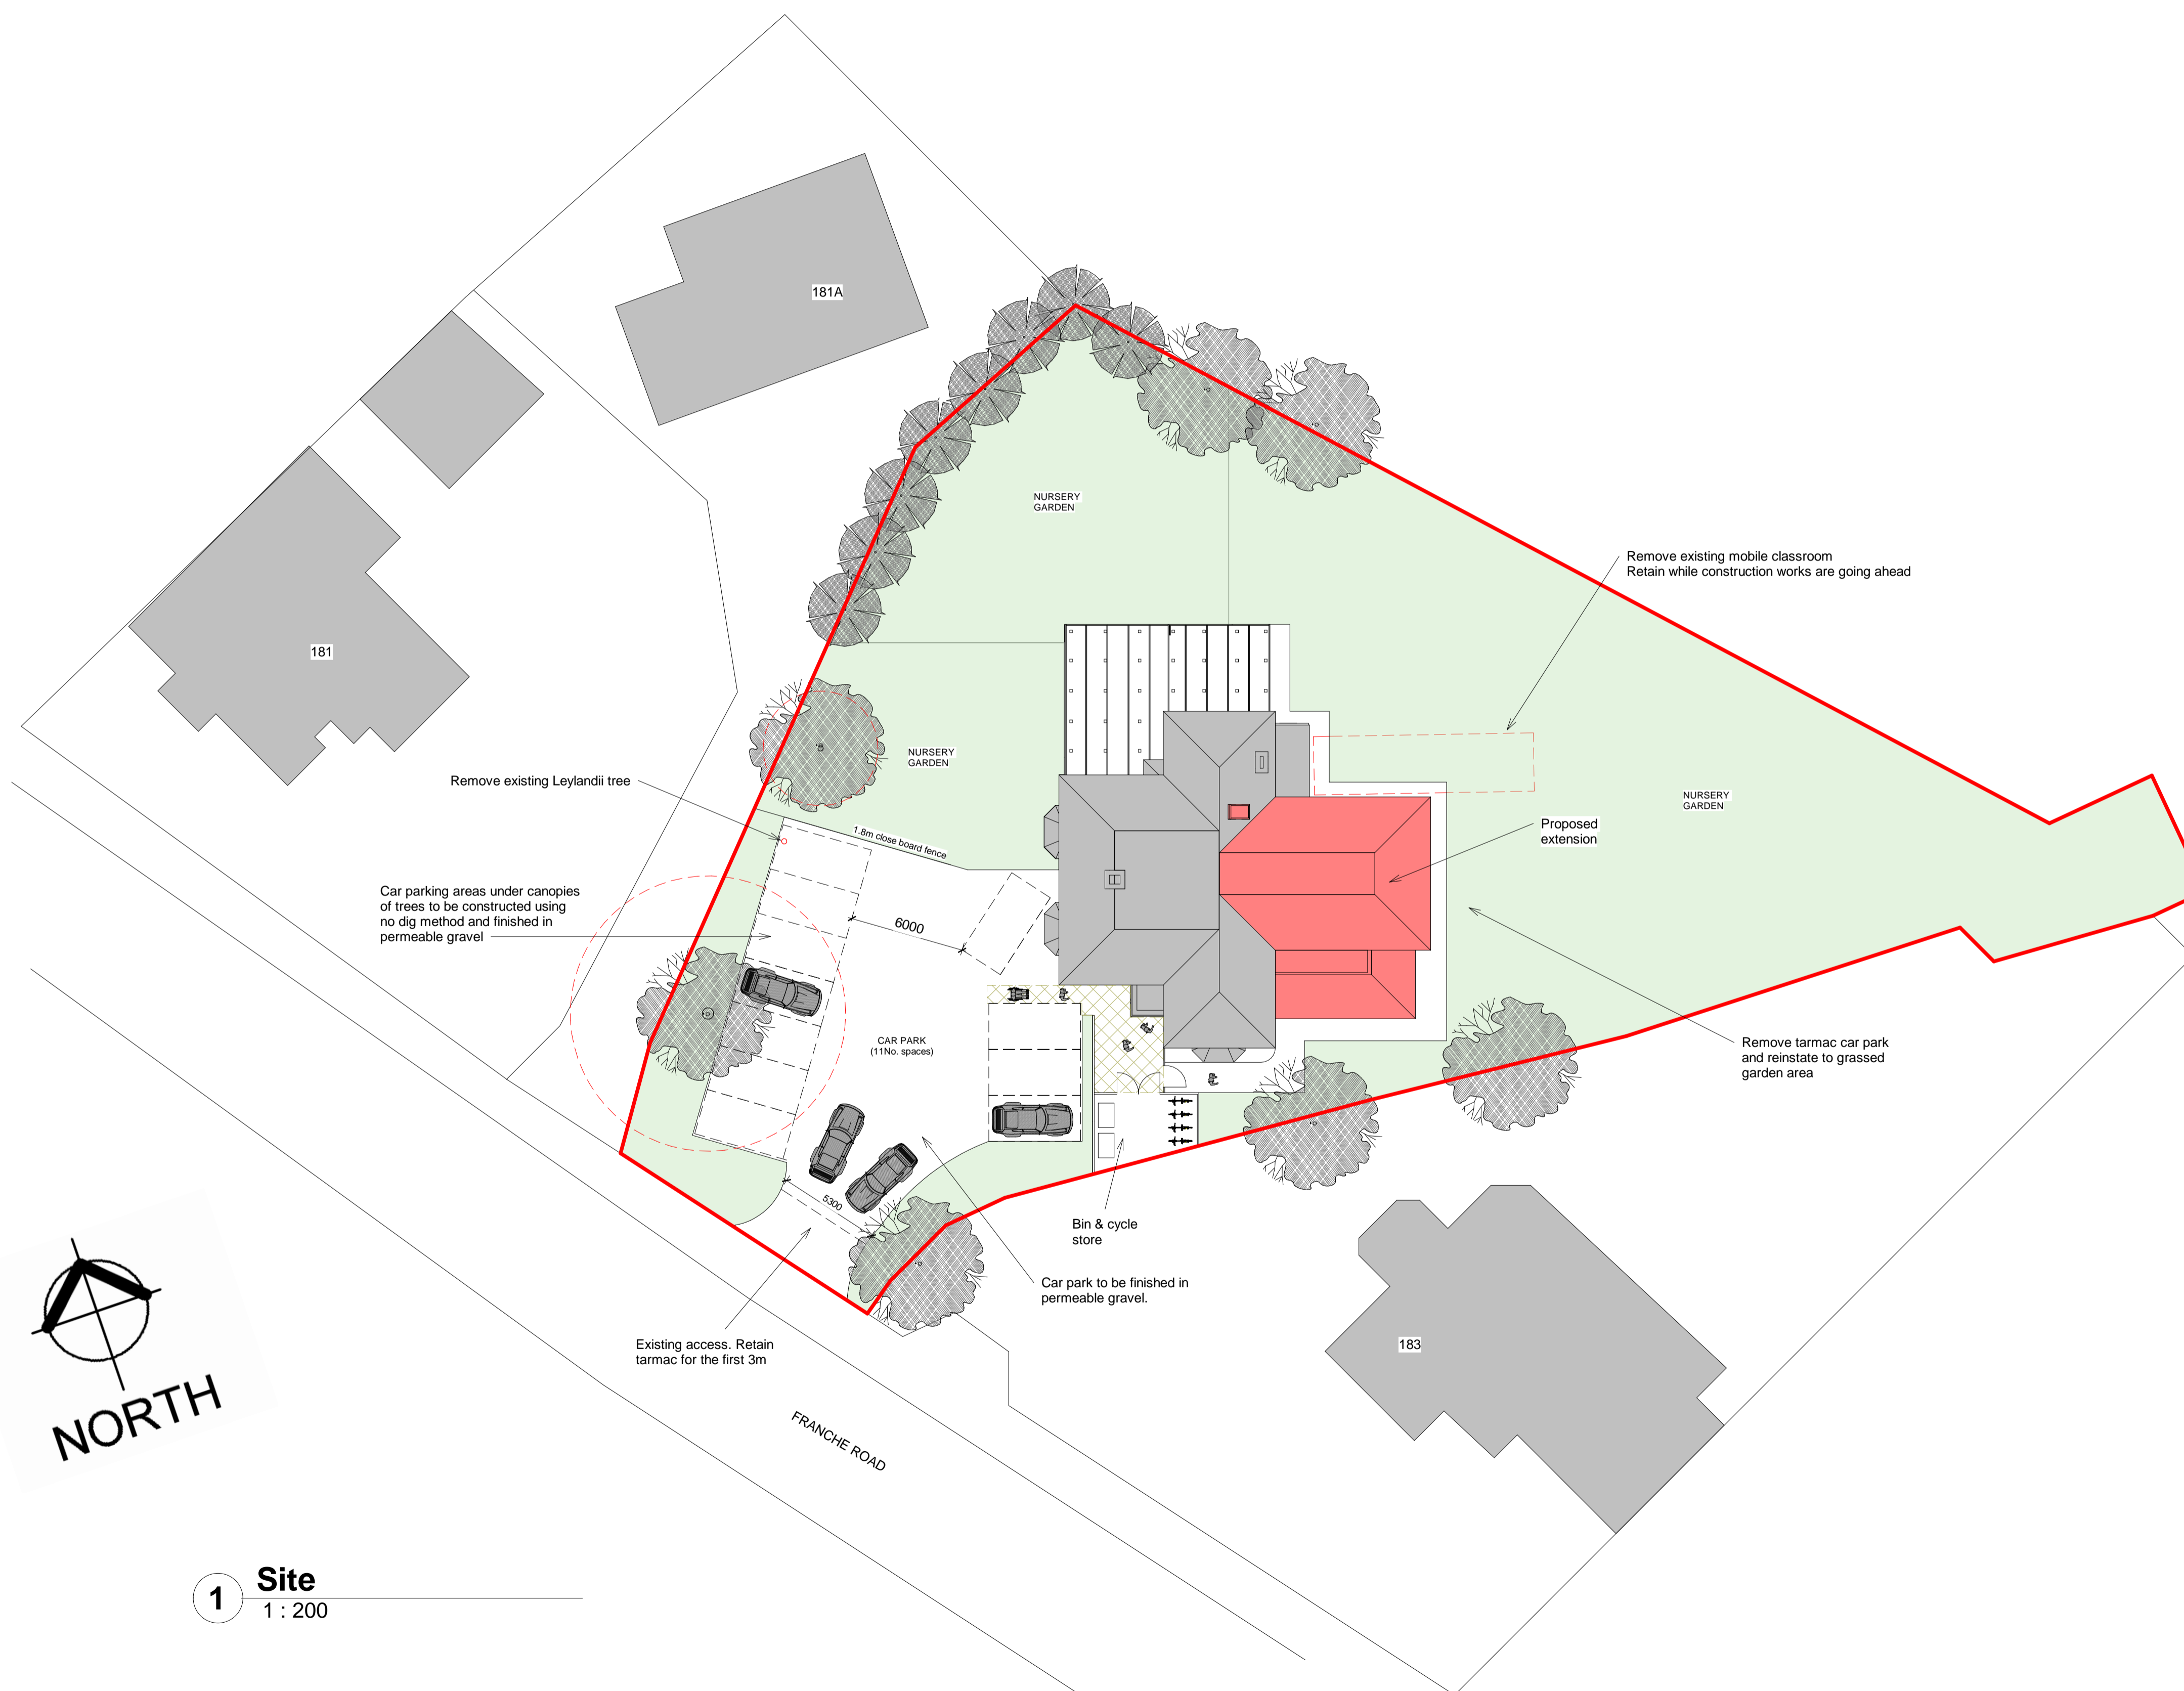 181A
NURSERY
GARDEN
Remove existing mobile classroom
Retain while construction works are going ahead
181
NURSERY
GARDEN
Remove existing Leylandii tree
NURSERY
GARDEN
1.8m close board fence
Proposed
extension
Car parking areas under canopies
of trees to be constructed using
no dig method and finished in
permeable gravel
6000
CAR PARK
(11No. spaces)
Remove tarmac car park
and reinstate to grassed
garden area
5300
Bin & cycle
store
Car park to be finished in
permeable gravel.
Existing access. Retain
tarmac for the first 3m
183
NORTH
FRANCHE ROAD
1
Site
1 : 200